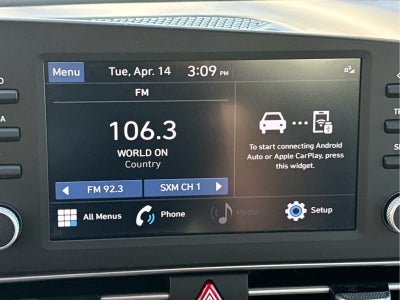 Menu
Tue, Apr. 14
3:09 PM
FM
106.3
WORLD ON
Country
FM 92.3
SXM CH 1
To start connecting Android
Auto or Apple CarPlay, press
this widget.
All Menus
Phone
Media
Setup